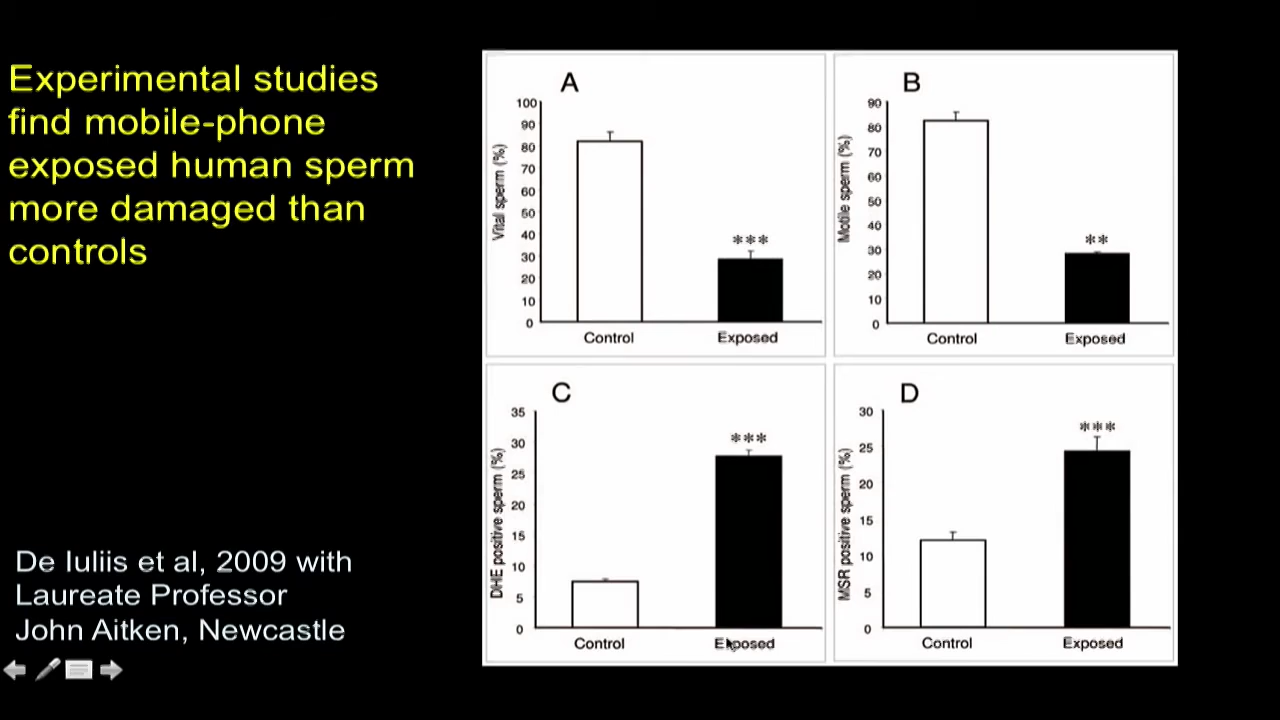 Experimental studies
find mobile-phone
exposed human sperm
more damaged than
controls
De Iuliis et al, 2009 with
Laureate Professor
John Aitken, Newcastle
A
Vital sperm (%)
100
90
80
70
60
50
40
30
20
10
0
***
Control
Exposed
B
Motile sperm (%)
90
80
70
60
50
40
30
20
10
0
**
Control
Exposed
C
DHE positive sperm (%)
35
30
25
20
15
10
5
0
***
Control
Exposed
D
MSR positive sperm (%)
30
25
20
15
10
5
0
***
Control
Exposed